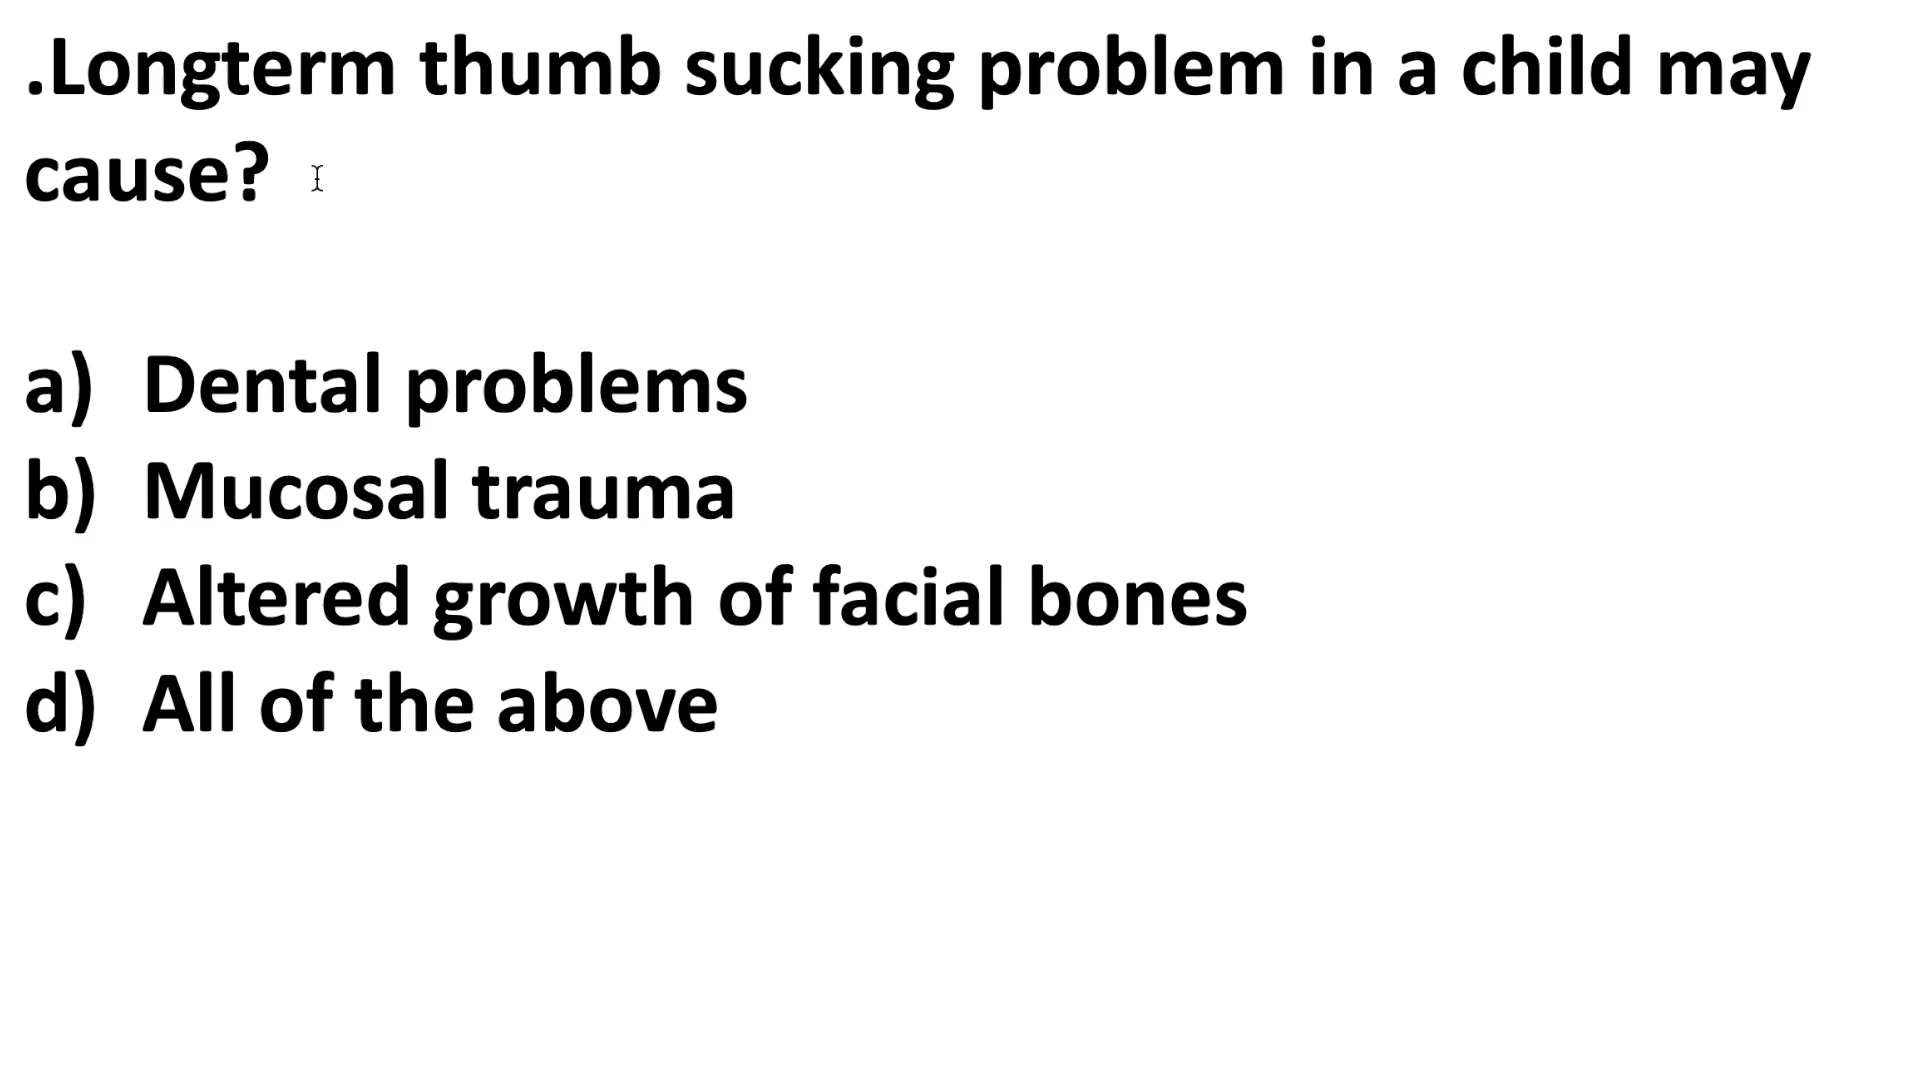 .Longterm thumb sucking problem in a child may
cause?
a) Dental problems
b) Mucosal trauma
c) Altered growth of facial bones
d) All of the above